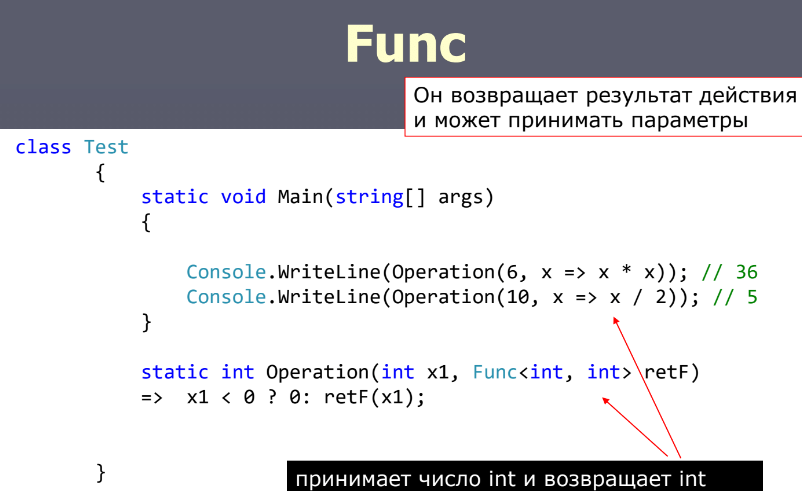 Func
Он возвращает результат действия
и может принимать параметры
class Test
{
static void Main(string[] args)
{
Console.WriteLine(Operation(6, x => x * x)); // 36
Console.WriteLine(Operation(10, x => x / 2)); // 5
}
static int Operation(int x1, Func<int, int> retF)
=> x1 < 0 ? 0: retF(x1);
}
принимает число int и возвращает int